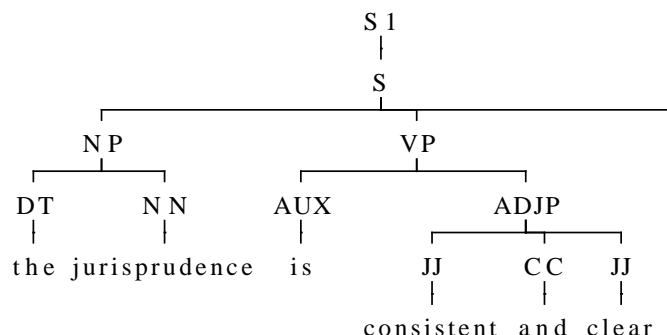 S1
S
NP VP
DT NN AUX ADJP
the jurisprudence is JJ CC JJ
consistent and clear